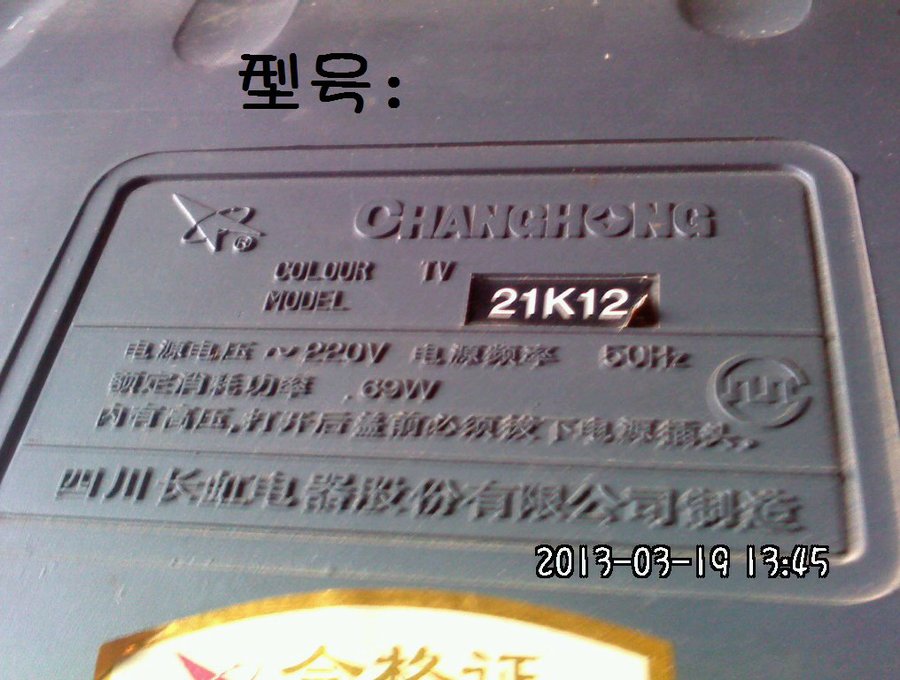 型号:
CHANGHONG
COLOUR TV
MODEL 21K12
电源电压 ~220V 电源频率 50Hz
额定消耗功率 69W
内有高压,打开后盖前必须拔下电源插头.
四川长虹电器股份有限公司制造
2013-03-19 13:45
合格证